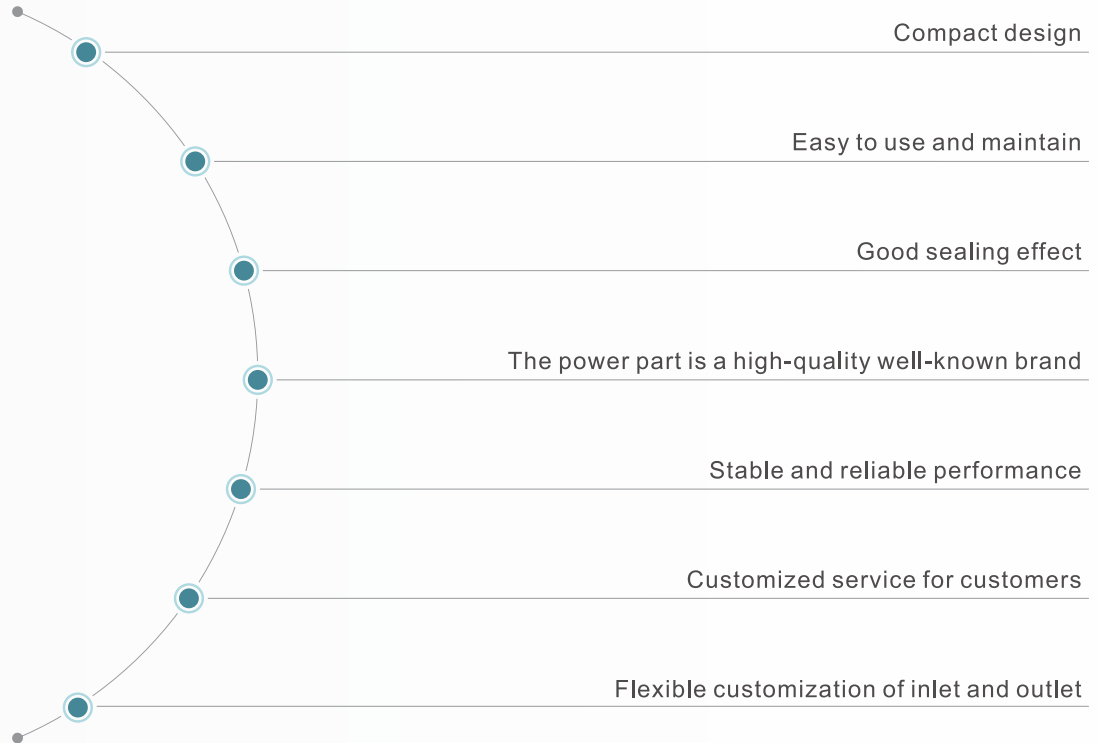 Compact design
Easy to use and maintain
Good sealing effect
The power part is a high-quality well-known brand
Stable and reliable performance
Customized service for customers
Flexible customization of inlet and outlet